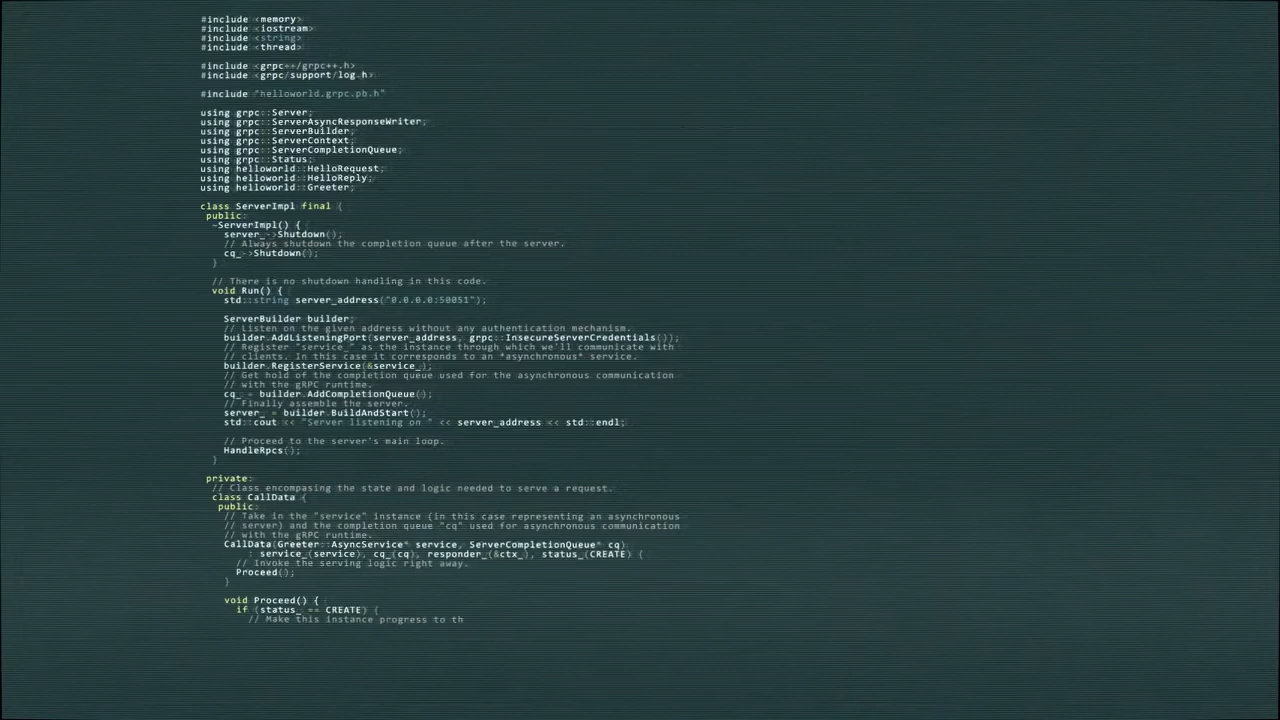 #include <memory>
#include <iostream>
#include <string>
#include <thread>
#include <grpc++/grpc++.h>
#include <grpc/support/log.h>
#include "helloworld.grpc.pb.h"
using grpc::Server;
using grpc::ServerAsyncResponseWriter;
using grpc::ServerBuilder;
using grpc::ServerContext;
using grpc::ServerCompletionQueue;
using grpc::Status;
using helloworld::HelloRequest;
using helloworld::HelloReply;
using helloworld::Greeter;
class ServerImpl final {
public:
~ServerImpl() {
server_->Shutdown();
// Always shutdown the completion queue after the server.
cq_->Shutdown();
}
// There is no shutdown handling in this code.
void Run() {
std::string server_address("0.0.0.0:50051");
ServerBuilder builder;
// Listen on the given address without any authentication mechanism.
builder.AddListeningPort(server_address, grpc::InsecureServerCredentials());
// Register "service_" as the instance through which we'll communicate with
// clients. In this case it corresponds to an *asynchronous* service.
builder.RegisterService(&service_);
// Get hold of the completion queue used for the asynchronous communication
// with the gRPC runtime.
cq_ = builder.AddCompletionQueue();
// Finally assemble the server.
server_ = builder.BuildAndStart();
std::cout << "Server listening on " << server_address << std::endl;
// Proceed to the server's main loop.
HandleRpcs();
}
private:
// Class encompasing the state and logic needed to serve a request.
class CallData {
public:
// Take in the "service" instance (in this case representing an asynchronous
// server) and the completion queue "cq" used for asynchronous communication
// with the gRPC runtime.
CallData(Greeter::AsyncService* service, ServerCompletionQueue* cq)
: service_(service), cq_(cq), responder_(&ctx_), status_(CREATE) {
// Invoke the serving logic right away.
Proceed();
}
void Proceed() {
if (status_ == CREATE) {
// Make this instance progress to th